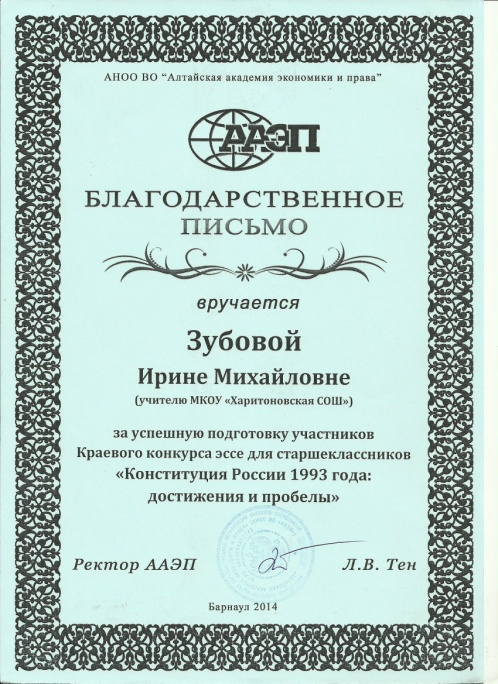 АНОО ВО "Алтайская академия экономики и права"
ААЭП
БЛАГОДАРСТВЕННОЕ
ПИСЬМО
вручается
Зубовой
Ирине Михайловне
(учителю МКОУ «Харитоновская СОШ»)
за успешную подготовку участников
Краевого конкурса эссе для старшеклассников
«Конституция России 1993 года:
достижения и пробелы»
Ректор ААЭП Л.В. Тен
Барнаул 2014